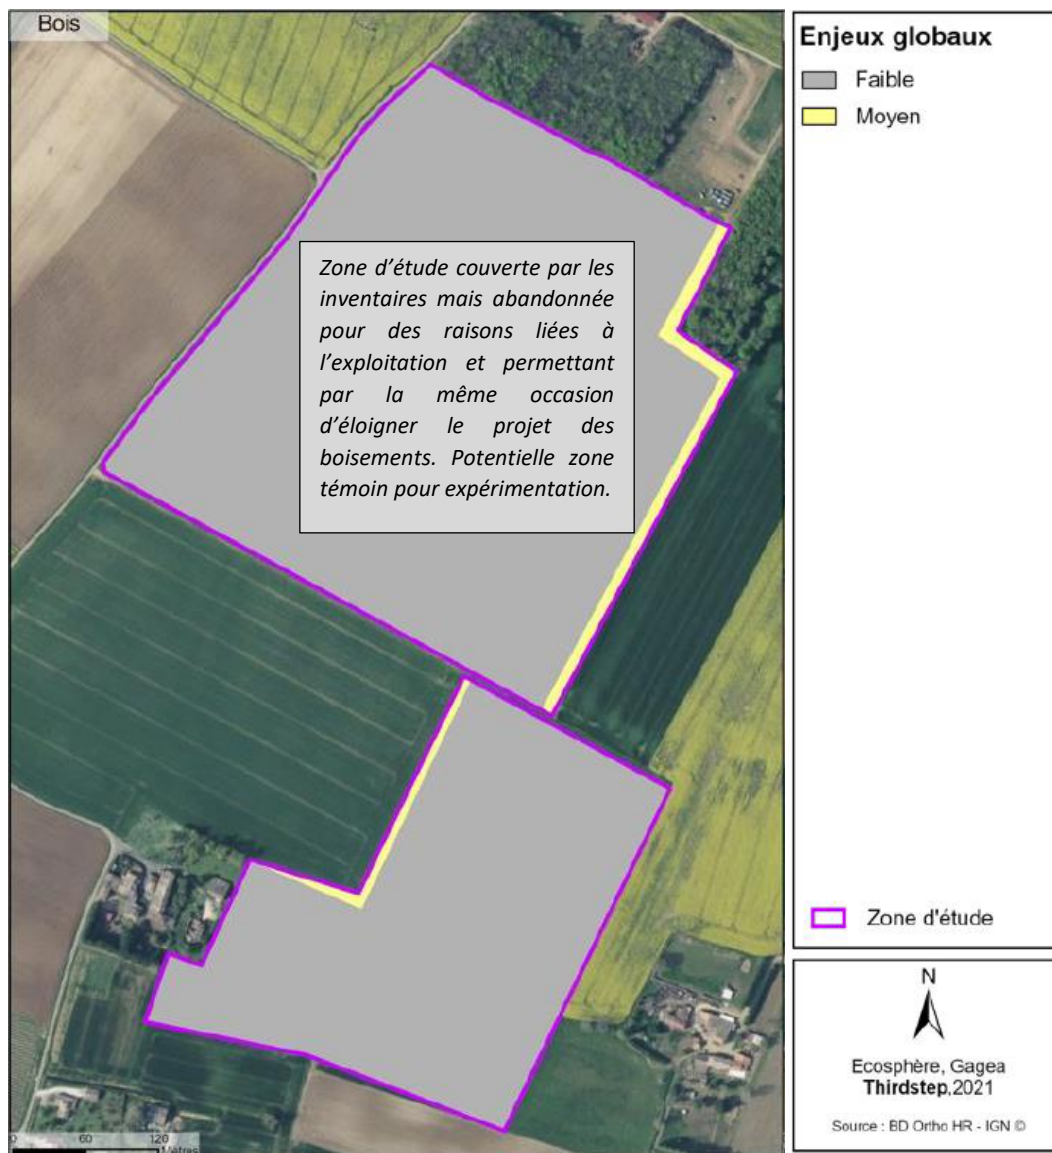 Bois
Zone d’étude couverte par les
inventaires mais abandonnée
pour des raisons liées à
l’exploitation et permettant
par la même occasion
d’éloigner le projet des
boisements. Potentielle zone
témoin pour expérimentation.
0 60 120
Mètres
Enjeux globaux
Faible
Moyen
Zone d'étude
N
Ecosphère, Gagea
Thirdstep,2021
Source : BD Ortho HR - IGN ©